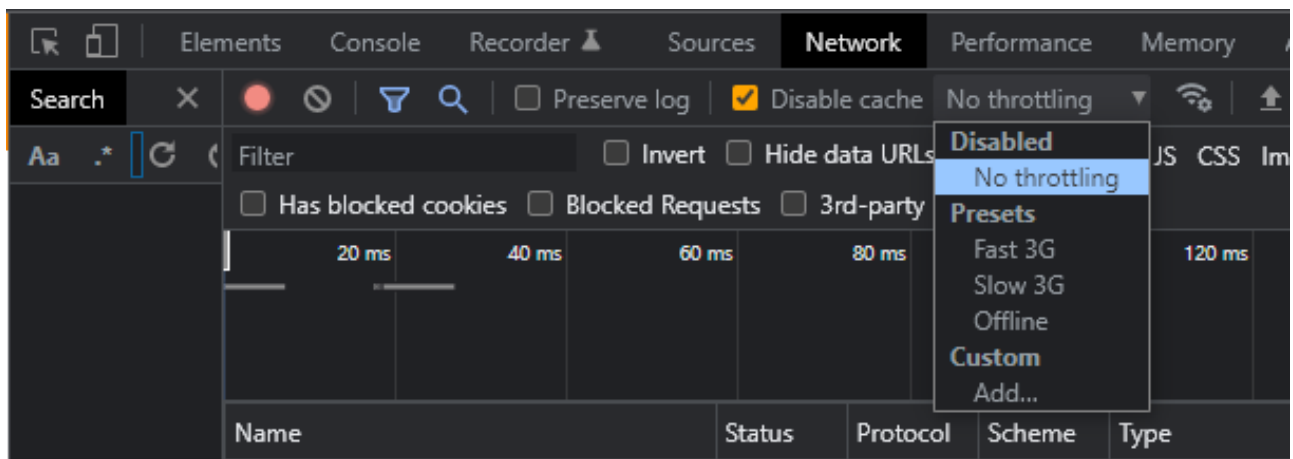 Elements Console Recorder Sources Network Performance Memory
Search Preserve log Disable cache No throttling
Aa .* Filter Invert Hide data URLs JS CSS Im
Has blocked cookies Blocked Requests 3rd-party
Disabled
No throttling
Presets
Fast 3G
Slow 3G
Offline
Custom
Add...
20 ms 40 ms 60 ms 80 ms 120 ms
Name Status Protocol Scheme Type